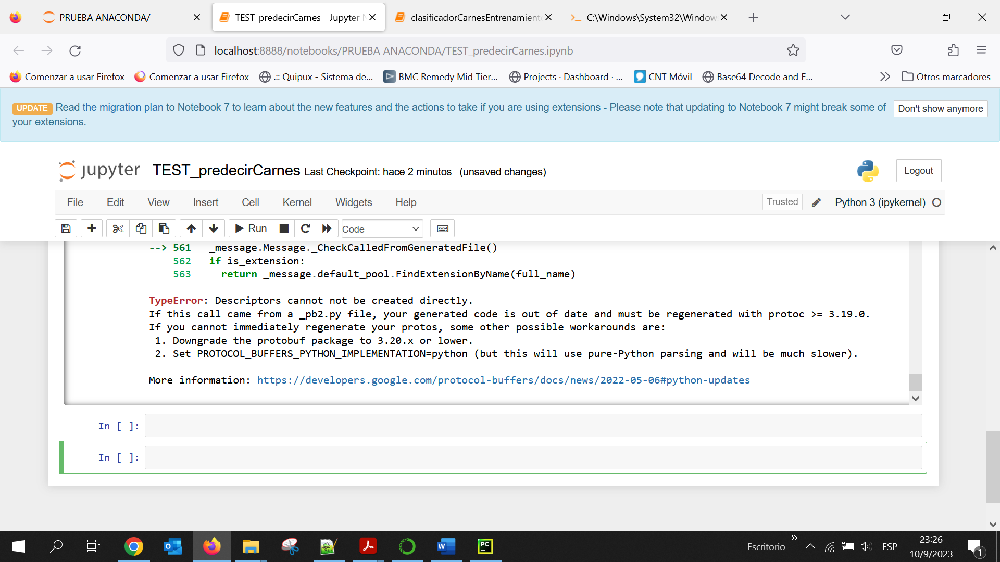 PRUEBA ANACONDA/
TEST_predecirCarnes - Jupyter N
clasificadorCarnesEntrenamient
C:\Windows\System32\Window
localhost:8888/notebooks/PRUEBA ANACONDA/TEST_predecirCarnes.ipynb
Comenzar a usar Firefox
Comenzar a usar Firefox
.:: Quipux - Sistema de...
BMC Remedy Mid Tier...
Projects · Dashboard · ...
CNT Móvil
Base64 Decode and E...
Otros marcadores
UPDATE Read the migration plan to Notebook 7 to learn about the new features and the actions to take if you are using extensions - Please note that updating to Notebook 7 might break some of
your extensions.
Don't show anymore
jupyter TEST_predecirCarnes Last Checkpoint: hace 2 minutos (unsaved changes)
Logout
File Edit View Insert Cell Kernel Widgets Help
Trusted
Python 3 (ipykernel)
Run
Code
--> 561   _message.Message._CheckCalledFromGeneratedFile()
    562   if is_extension:
    563     return _message.default_pool.FindExtensionByName(full_name)
TypeError: Descriptors cannot not be created directly.
If this call came from a _pb2.py file, your generated code is out of date and must be regenerated with protoc >= 3.19.0.
If you cannot immediately regenerate your protos, some other possible workarounds are:
 1. Downgrade the protobuf package to 3.20.x or lower.
 2. Set PROTOCOL_BUFFERS_PYTHON_IMPLEMENTATION=python (but this will use pure-Python parsing and will be much slower).
More information: https://developers.google.com/protocol-buffers/docs/news/2022-05-06#python-updates
In [ ]:
In [ ]:
Escritorio
ESP
23:26
10/9/2023
1